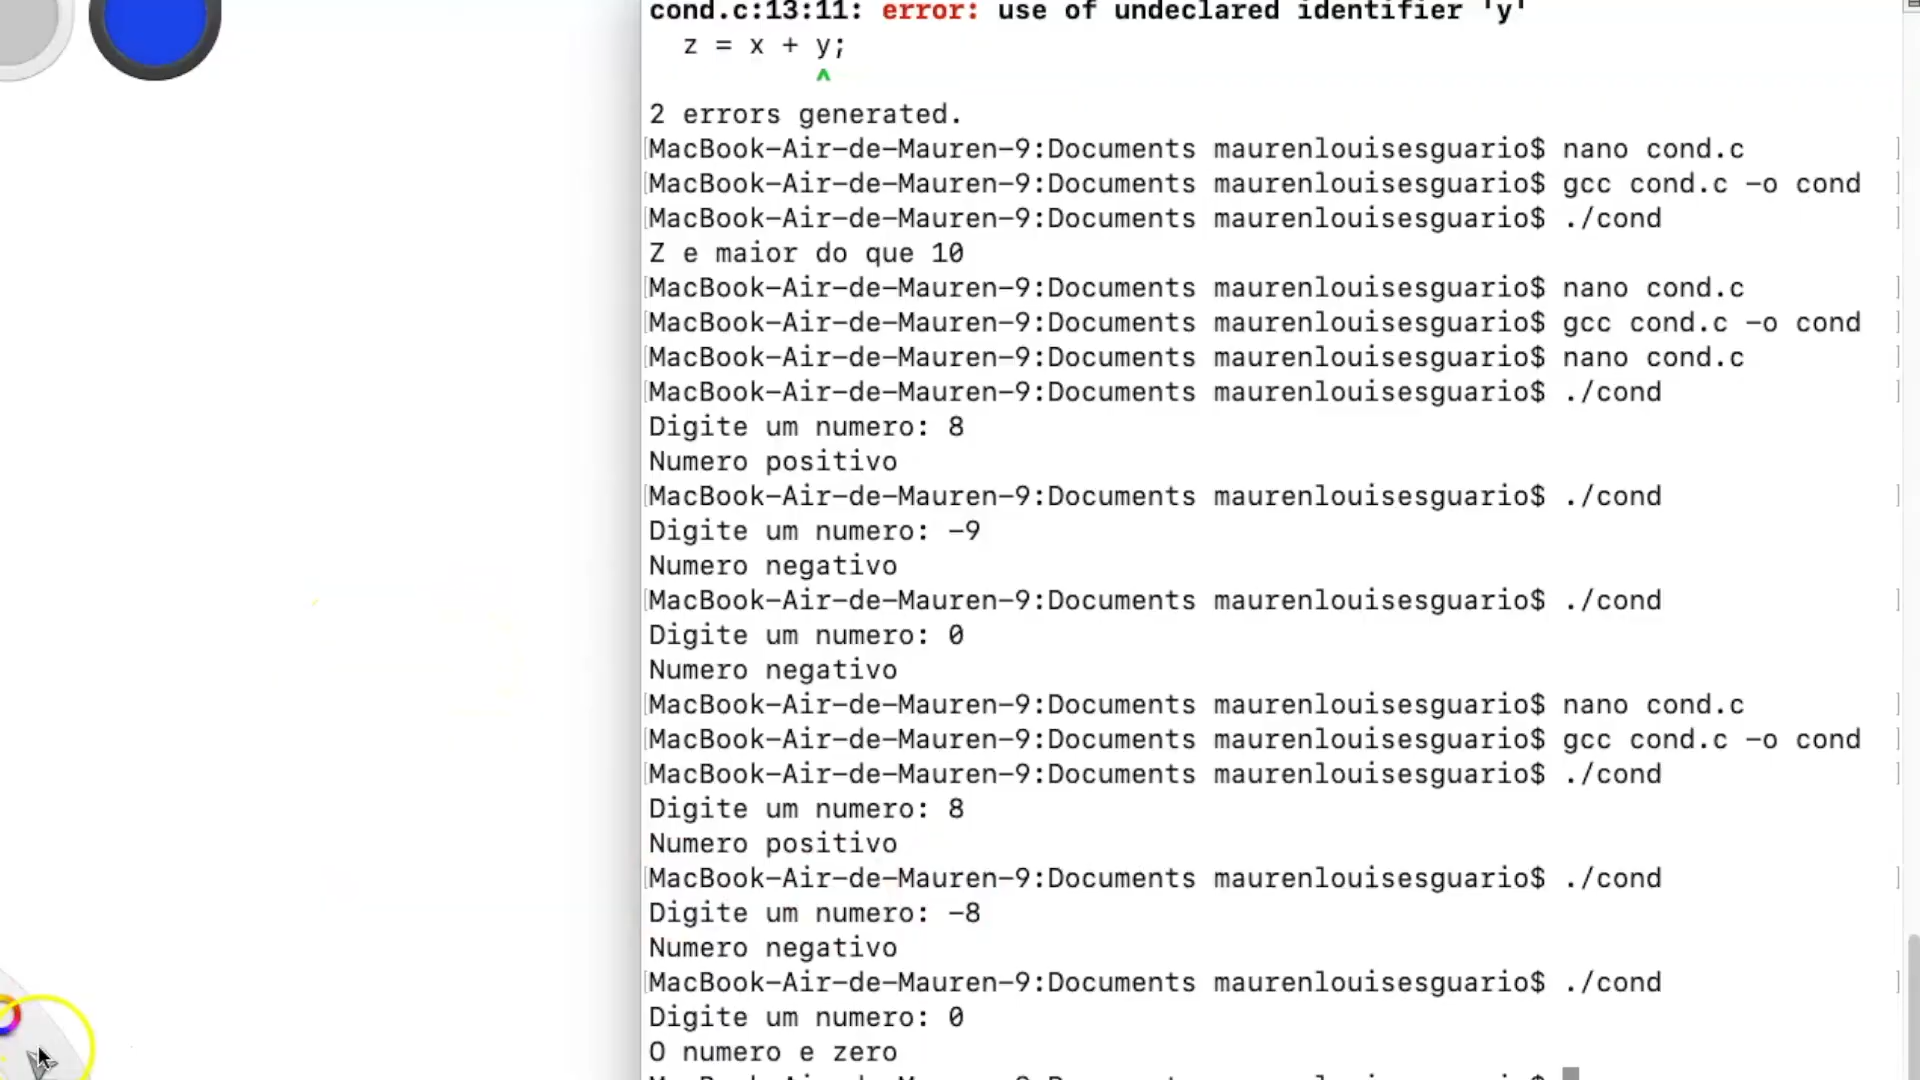 cond.c:13:11: error: use of undeclared identifier 'y'
z = x + y;
^
2 errors generated.
[MacBook-Air-de-Mauren-9:Documents maurenlouisesguario$ nano cond.c ]
[MacBook-Air-de-Mauren-9:Documents maurenlouisesguario$ gcc cond.c -o cond ]
[MacBook-Air-de-Mauren-9:Documents maurenlouisesguario$ ./cond ]
Z e maior do que 10
[MacBook-Air-de-Mauren-9:Documents maurenlouisesguario$ nano cond.c ]
[MacBook-Air-de-Mauren-9:Documents maurenlouisesguario$ gcc cond.c -o cond ]
[MacBook-Air-de-Mauren-9:Documents maurenlouisesguario$ nano cond.c ]
[MacBook-Air-de-Mauren-9:Documents maurenlouisesguario$ ./cond ]
Digite um numero: 8
Numero positivo
[MacBook-Air-de-Mauren-9:Documents maurenlouisesguario$ ./cond ]
Digite um numero: -9
Numero negativo
[MacBook-Air-de-Mauren-9:Documents maurenlouisesguario$ ./cond ]
Digite um numero: 0
Numero negativo
[MacBook-Air-de-Mauren-9:Documents maurenlouisesguario$ nano cond.c ]
[MacBook-Air-de-Mauren-9:Documents maurenlouisesguario$ gcc cond.c -o cond ]
[MacBook-Air-de-Mauren-9:Documents maurenlouisesguario$ ./cond ]
Digite um numero: 8
Numero positivo
[MacBook-Air-de-Mauren-9:Documents maurenlouisesguario$ ./cond ]
Digite um numero: -8
Numero negativo
[MacBook-Air-de-Mauren-9:Documents maurenlouisesguario$ ./cond ]
Digite um numero: 0
O numero e zero